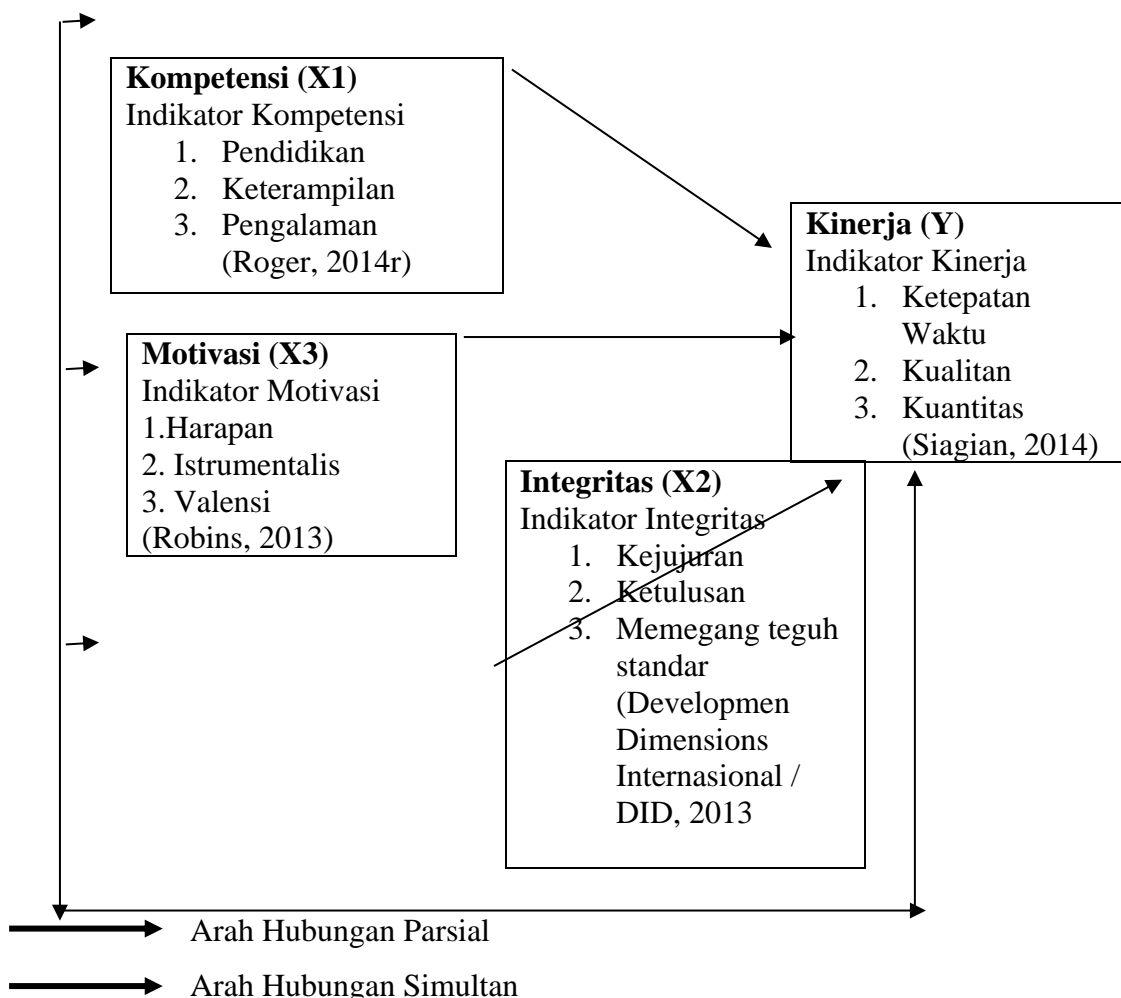 Kompetensi (X1)
Indikator Kompetensi
1. Pendidikan
2. Keterampilan
3. Pengalaman
(Roger, 2014r)
Motivasi (X3)
Indikator Motivasi
1.Harapan
2. Istrumentalis
3. Valensi
(Robins, 2013)
Integritas (X2)
Indikator Integritas
1. Kejujuran
2. Ketulusan
3. Memegang teguh
standar
(Developmen
Dimensions
Internasional /
DID, 2013
Kinerja (Y)
Indikator Kinerja
1. Ketepatan
Waktu
2. Kualitan
3. Kuantitas
(Siagian, 2014)
Arah Hubungan Parsial
Arah Hubungan Simultan